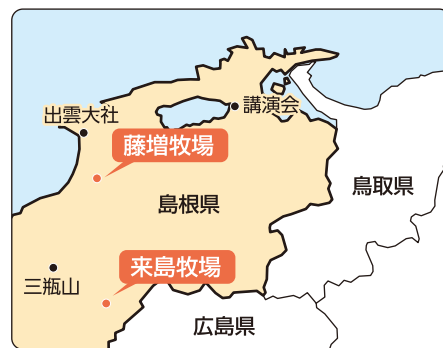 講演会
出雲大社
藤増牧場
鳥取県
島根県
来島牧場
三瓶山
広島県